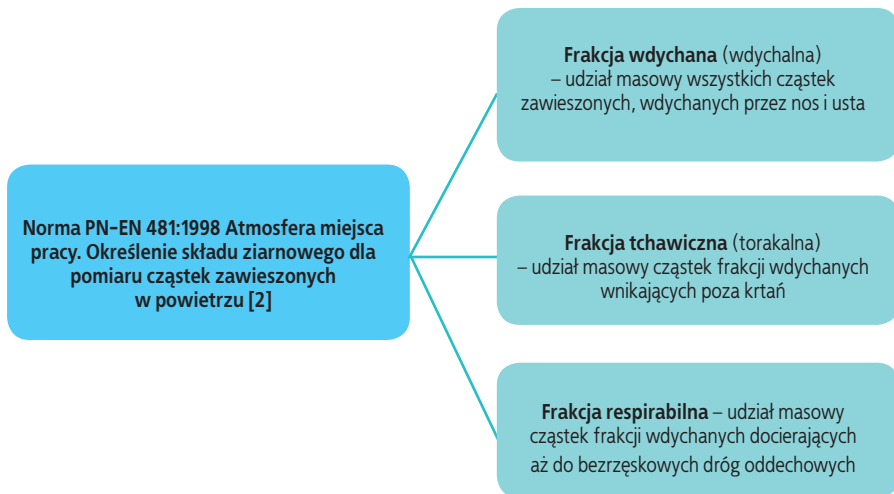 Frakcja wdychana (wdychalna)
– udział masowy wszystkich cząstek
zawieszonych, wdychanych przez nos i usta
Norma PN-EN 481:1998 Atmosfera miejsca
pracy. Określenie składu ziarnowego dla
pomiaru cząstek zawieszonych
w powietrzu [2]
Frakcja tchawiczna (torakalna)
– udział masowy cząstek frakcji wdychanych
wnikających poza krtań
Frakcja respirabilna – udział masowy
cząstek frakcji wdychanych docierających
aż do bezrzęskowych dróg oddechowych